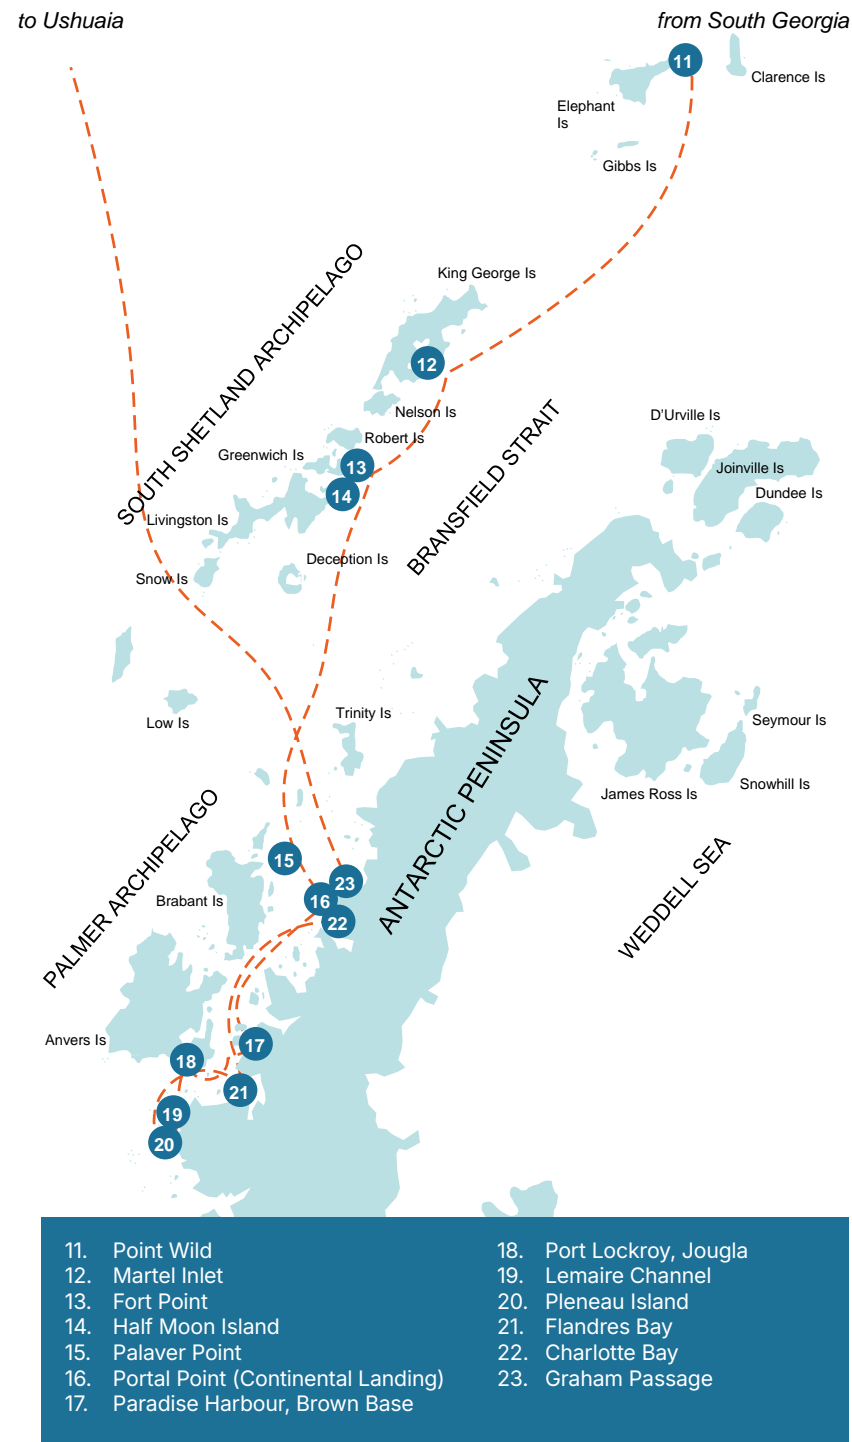 to Ushuaia
from South Georgia
11
Clarence Is
Elephant
Is
Gibbs Is
King George Is
SOUTH SHETLAND ARCHIPELAGO
12
Nelson Is
BRANSFIELD STRAIT
D'Urville Is
Robert Is
Greenwich Is
13
Joinville Is
14
Dundee Is
Livingston Is
Deception Is
Snow Is
Trinity Is
Low Is
Seymour Is
ANTARCTIC PENINSULA
Snowhill Is
James Ross Is
PALMER ARCHIPELAGO
WEDDELL SEA
15
23
Brabant Is
16
22
Anvers Is
17
18
21
19
20
11. Point Wild
12. Martel Inlet
13. Fort Point
14. Half Moon Island
15. Palaver Point
16. Portal Point (Continental Landing)
17. Paradise Harbour, Brown Base
18. Port Lockroy, Jougla
19. Lemaire Channel
20. Pleneau Island
21. Flandres Bay
22. Charlotte Bay
23. Graham Passage